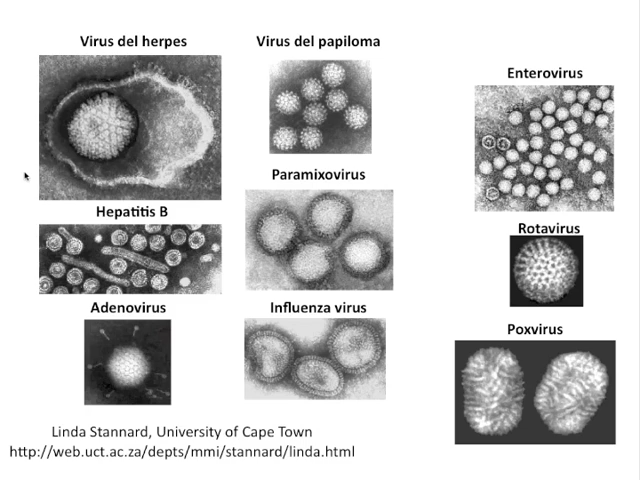 Virus del herpes
Virus del papiloma
Enterovirus
Paramixovirus
Hepatitis B
Rotavirus
Adenovirus
Influenza virus
Poxvirus
Linda Stannard, University of Cape Town
http://web.uct.ac.za/depts/mmi/stannard/linda.html